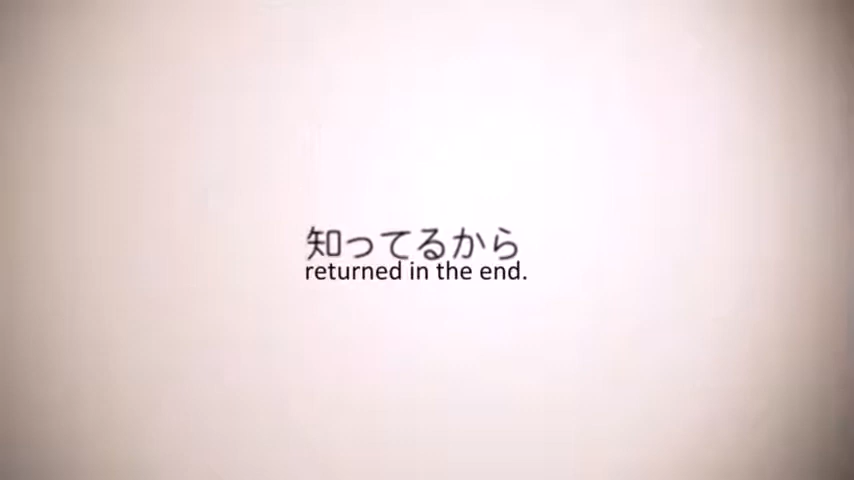 知ってるから
returned in the end.